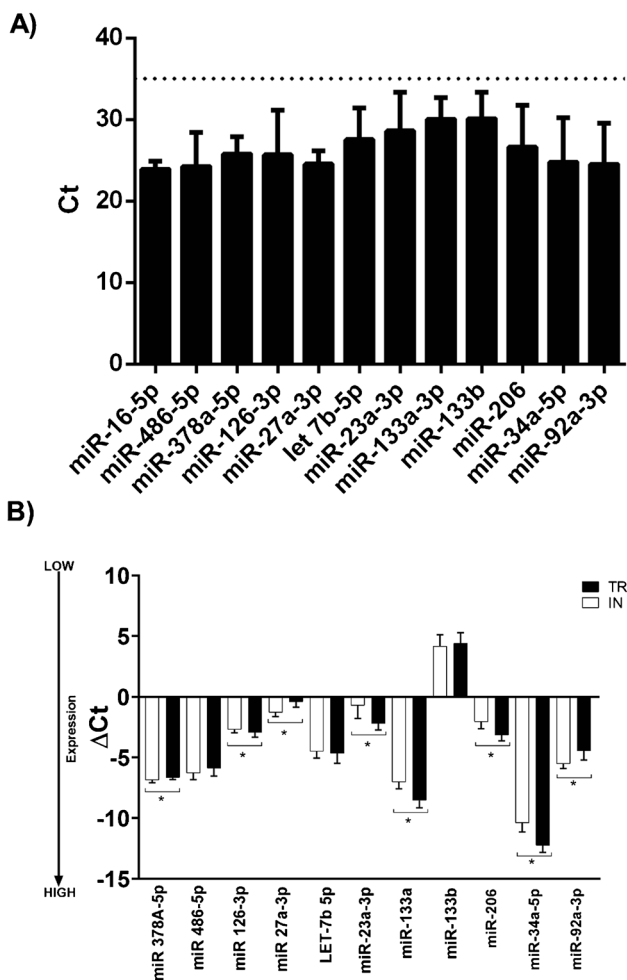 A)
40
30
20
10
0
Ct
miR-16-5p
miR-486-5p
miR-378a-5p
miR-126-3p
miR-27a-3p
let 7b-5p
miR-23a-3p
miR-133a-3p
miR-133b
miR-206
miR-34a-5p
miR-92a-3p
B)
LOW
Expression
HIGH
ΔCt
10
5
0
-5
-10
-15
TR
IN
*
*
*
*
*
*
*
*
miR 378A-5p
miR 486-5p
miR 126-3p
miR 27a-3p
LET-7b 5p
miR-23a-3p
miR-133a
miR-133b
miR-206
miR-34a-5p
miR-92a-3p